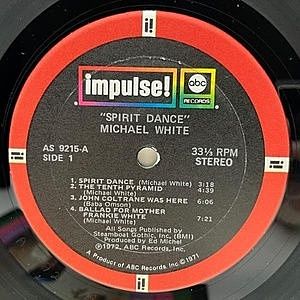 impulse!
abc
RECORDS
"SPIRIT DANCE"
MICHAEL WHITE
AS 9215-A
SIDE 1
33⅓ RPM
STEREO
1. SPIRIT DANCE (Michael White) 3:18
2. THE TENTH PYRAMID (Michael White) 4:39
3. JOHN COLTRANE WAS HERE (Baba Omson) 6:06
4. BALLAD FOR MOTHER FRANKIE WHITE (Michael White) 7:21
All Songs Published by
Steamboat Gothic, Inc. (BMI)
Produced by Ed Michel
©1972, ABC Records, Inc.
A Product of ABC Records, Inc. ©1971